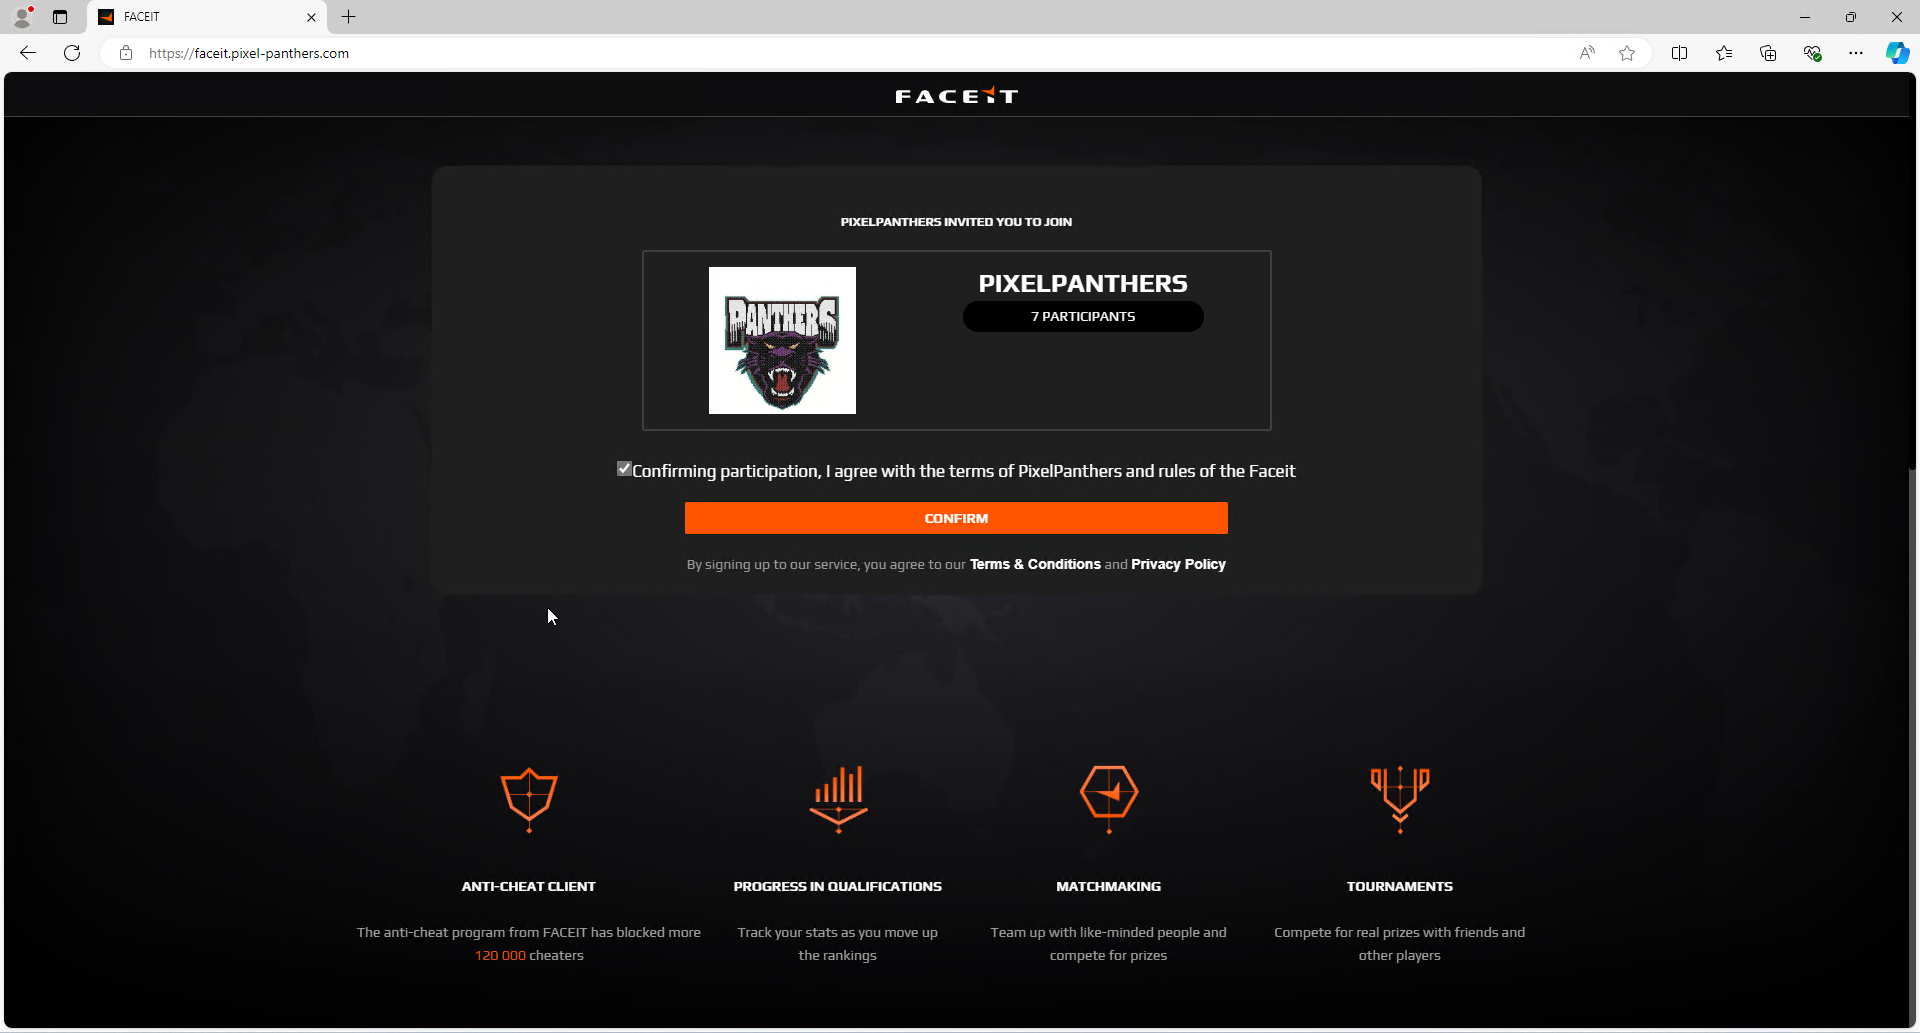 FACEIT
https://faceit.pixel-panthers.com
FACEIT
PIXELPANTHERS INVITED YOU TO JOIN
PANTHERS
PIXELPANTHERS
7 PARTICIPANTS
Confirming participation, I agree with the terms of PixelPanthers and rules of the Faceit
CONFIRM
By signing up to our service, you agree to our Terms & Conditions and Privacy Policy
ANTI-CHEAT CLIENT
The anti-cheat program from FACEIT has blocked more
120 000 cheaters
PROGRESS IN QUALIFICATIONS
Track your stats as you move up
the rankings
MATCHMAKING
Team up with like-minded people and
compete for prizes
TOURNAMENTS
Compete for real prizes with friends and
other players